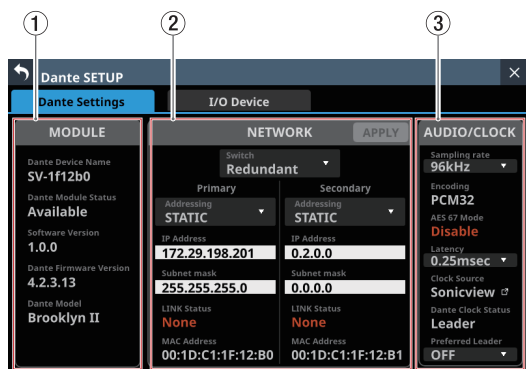 1 2 3
Dante SETUP
Dante Settings I/O Device
MODULE
Dante Device Name
SV-1f12b0
Dante Module Status
Available
Software Version
1.0.0
Dante Firmware Version
4.2.3.13
Dante Model
Brooklyn II
NETWORK APPLY
Switch
Redundant
Primary
Addressing
STATIC
IP Address
172.29.198.201
Subnet mask
255.255.255.0
LINK Status
None
MAC Address
00:1D:C1:1F:12:B0
Secondary
Addressing
STATIC
IP Address
0.2.0.0
Subnet mask
0.0.0.0
LINK Status
None
MAC Address
00:1D:C1:1F:12:B1
AUDIO/CLOCK
Sampling rate
96kHz
Encoding
PCM32
AES 67 Mode
Disable
Latency
0.25msec
Clock Source
Sonicview
Dante Clock Status
Leader
Preferred Leader
OFF